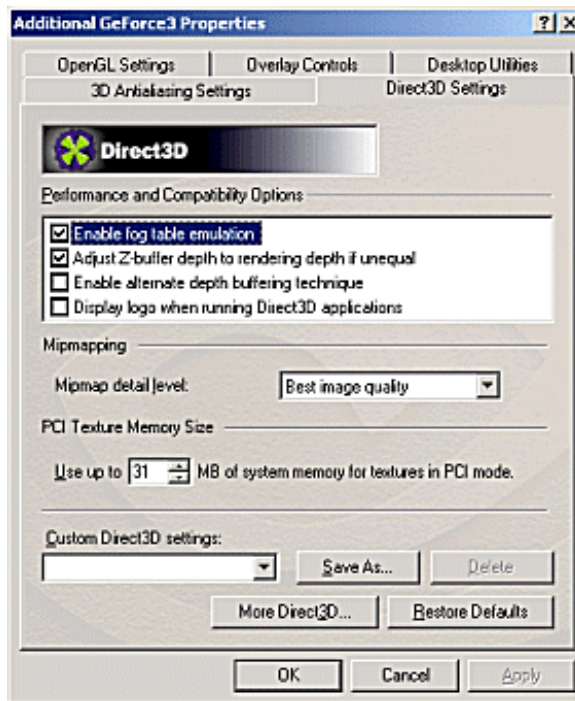 Additional GeForce3 Properties
OpenGL Settings Overlay Controls Desktop Utilities
3D Antialiasing Settings Direct3D Settings
Direct3D
Performance and Compatibility Options
Enable fog table emulation
Adjust Z-buffer depth to rendering depth if unequal
Enable alternate depth buffering technique
Display logo when running Direct3D applications
Mipmapping
Mipmap detail level: Best image quality
PCI Texture Memory Size
Use up to 31 MB of system memory for textures in PCI mode.
Custom Direct3D settings:
Save As... Delete
More Direct3D... Restore Defaults
OK Cancel Apply